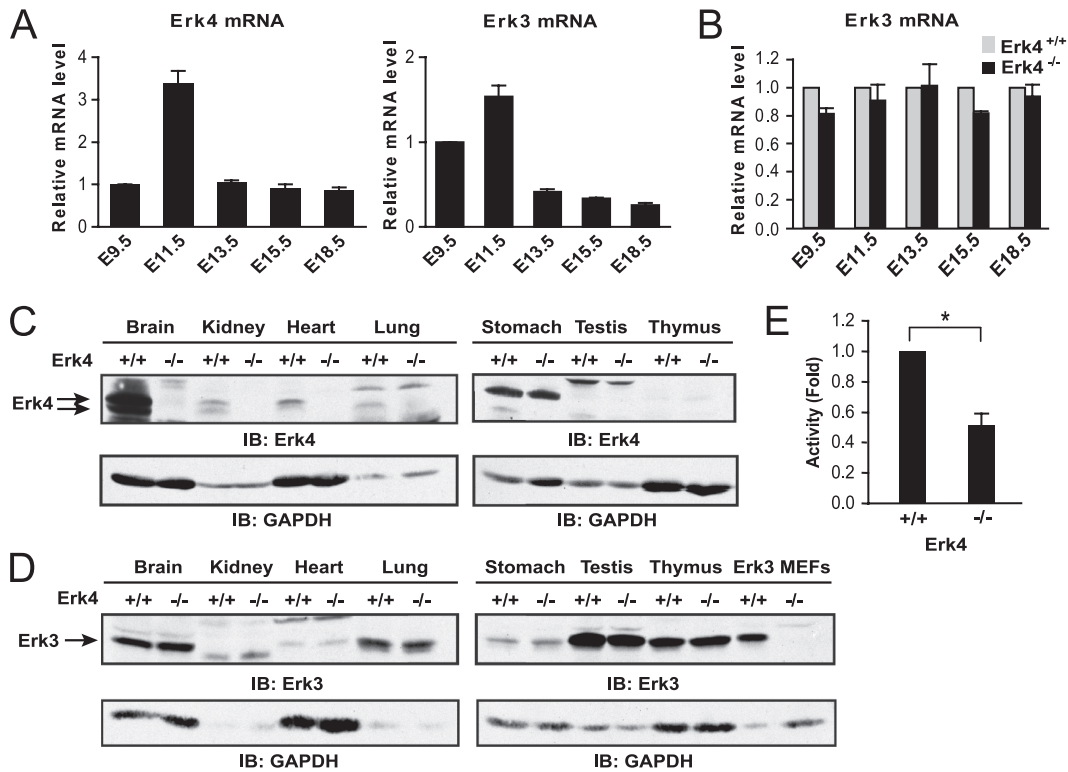 A
Erk4 mRNA
Relative mRNA level
4
3
2
1
0
E9.5
E11.5
E13.5
E15.5
E18.5
Erk3 mRNA
Relative mRNA level
2
1
0
E9.5
E11.5
E13.5
E15.5
E18.5
B
Erk3 mRNA
Erk4 +/+
Erk4 -/-
Relative mRNA level
1.2
1.0
0.8
0.6
0.4
0.2
0.0
E9.5
E11.5
E13.5
E15.5
E18.5
C
Brain Kidney Heart Lung
Erk4 +/+ -/- +/+ -/- +/+ -/- +/+ -/-
Erk4
IB: Erk4
IB: GAPDH
Stomach Testis Thymus
+/+ -/- +/+ -/- +/+ -/-
IB: Erk4
IB: GAPDH
E
Activity (Fold)
1.2
1.0
0.8
0.6
0.4
0.2
0.0
*
+/+ -/-
Erk4
D
Brain Kidney Heart Lung
Erk4 +/+ -/- +/+ -/- +/+ -/- +/+ -/-
Erk3
IB: Erk3
IB: GAPDH
Stomach Testis Thymus Erk3 MEFs
+/+ -/- +/+ -/- +/+ -/- +/+ -/-
IB: Erk3
IB: GAPDH